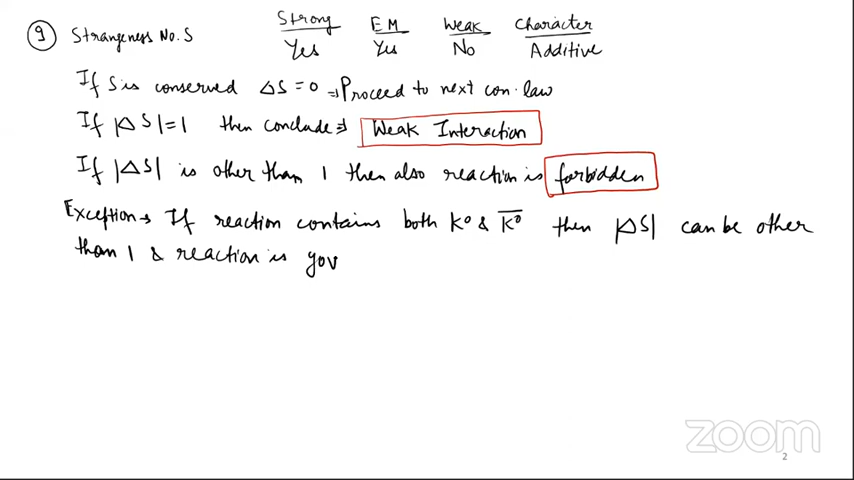 Strong EM Weak Character
⑨ Strangeness No. S Yes Yes No Additive
If S is conserved ΔS = 0 ⇒ Proceed to next con. law
If |ΔS| = 1 then conclude ⇒ Weak Interaction
If |ΔS| is other than 1 then also reaction is forbidden
Exception → If reaction contains both K⁰ & K̅⁰ then |ΔS| can be other
than 1 & reaction is gov
zoom
2